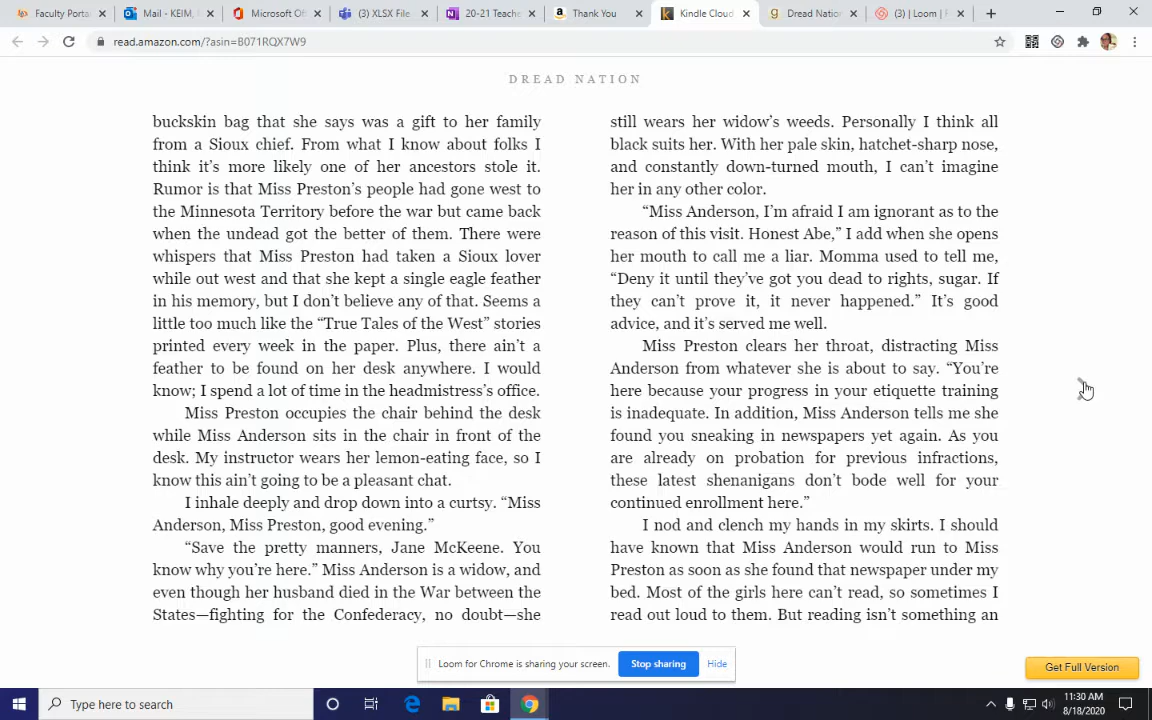 Faculty Porta
Mail - KEIM,
Microsoft Of
(3) XLSX File
20-21 Teache
Thank You
Kindle Cloud
Dread Natio
(3) | Loom |
read.amazon.com/?asin=B071RQX7W9
DREAD NATION
buckskin bag that she says was a gift to her family
from a Sioux chief. From what I know about folks I
think it's more likely one of her ancestors stole it.
Rumor is that Miss Preston's people had gone west to
the Minnesota Territory before the war but came back
when the undead got the better of them. There were
whispers that Miss Preston had taken a Sioux lover
while out west and that she kept a single eagle feather
in his memory, but I don't believe any of that. Seems a
little too much like the “True Tales of the West” stories
printed every week in the paper. Plus, there ain't a
feather to be found on her desk anywhere. I would
know; I spend a lot of time in the headmistress's office.
Miss Preston occupies the chair behind the desk
while Miss Anderson sits in the chair in front of the
desk. My instructor wears her lemon-eating face, so I
know this ain't going to be a pleasant chat.
I inhale deeply and drop down into a curtsy. “Miss
Anderson, Miss Preston, good evening.”
“Save the pretty manners, Jane McKeene. You
know why you're here.” Miss Anderson is a widow, and
even though her husband died in the War between the
States—fighting for the Confederacy, no doubt—she
still wears her widow's weeds. Personally I think all
black suits her. With her pale skin, hatchet-sharp nose,
and constantly down-turned mouth, I can't imagine
her in any other color.
“Miss Anderson, I'm afraid I am ignorant as to the
reason of this visit. Honest Abe,” I add when she opens
her mouth to call me a liar. Momma used to tell me,
“Deny it until they've got you dead to rights, sugar. If
they can't prove it, it never happened.” It's good
advice, and it's served me well.
Miss Preston clears her throat, distracting Miss
Anderson from whatever she is about to say. “You're
here because your progress in your etiquette training
is inadequate. In addition, Miss Anderson tells me she
found you sneaking in newspapers yet again. As you
are already on probation for previous infractions,
these latest shenanigans don't bode well for your
continued enrollment here.”
I nod and clench my hands in my skirts. I should
have known that Miss Anderson would run to Miss
Preston as soon as she found that newspaper under my
bed. Most of the girls here can't read, so sometimes I
read out loud to them. But reading isn't something an
Loom for Chrome is sharing your screen.
Stop sharing
Hide
Get Full Version
Type here to search
11:30 AM
8/18/2020